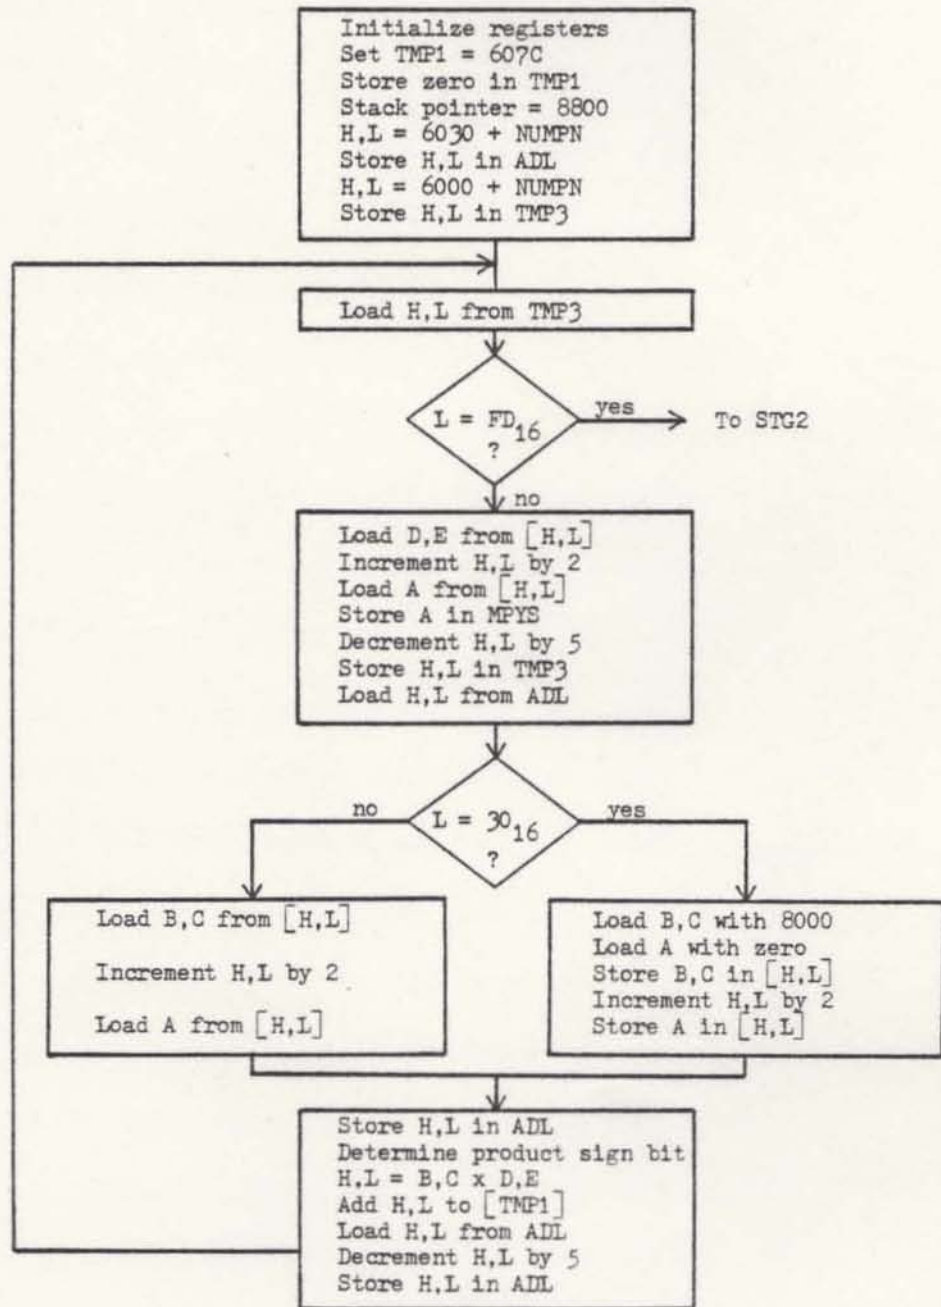 Initialize registers
Set TMP1 = 607C
Store zero in TMP1
Stack pointer = 8800
H,L = 6030 + NUMPN
Store H,L in ADL
H,L = 6000 + NUMPN
Store H,L in TMP3
Load H,L from TMP3
L = FD16
?
yes
To STG2
no
Load D,E from [H,L]
Increment H,L by 2
Load A from [H,L]
Store A in MPYS
Decrement H,L by 5
Store H,L in TMP3
Load H,L from ADL
no
L = 3016
?
yes
Load B,C from [H,L]
Increment H,L by 2
Load A from [H,L]
Load B,C with 8000
Load A with zero
Store B,C in [H,L]
Increment H,L by 2
Store A in [H,L]
Store H,L in ADL
Determine product sign bit
H,L = B,C x D,E
Add H,L to [TMP1]
Load H,L from ADL
Decrement H,L by 5
Store H,L in ADL